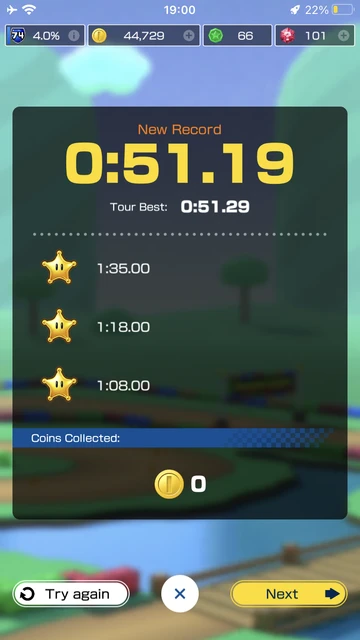 19:00
22%
74
4.0%
44,729
66
101
New Record
0:51.19
Tour Best: 0:51.29
1:35.00
1:18.00
1:08.00
Coins Collected:
0
Try again
Next